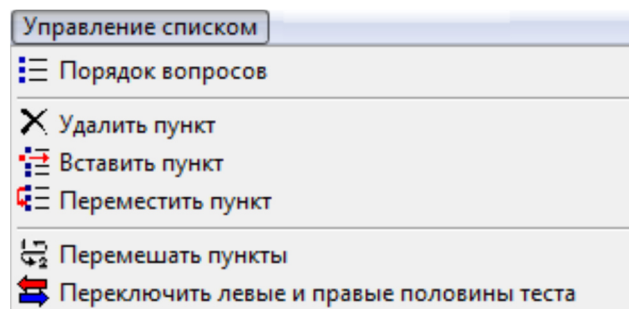 Управление списком
Порядок вопросов
Удалить пункт
Вставить пункт
Переместить пункт
Перемешать пункты
Переключить левые и правые половины теста